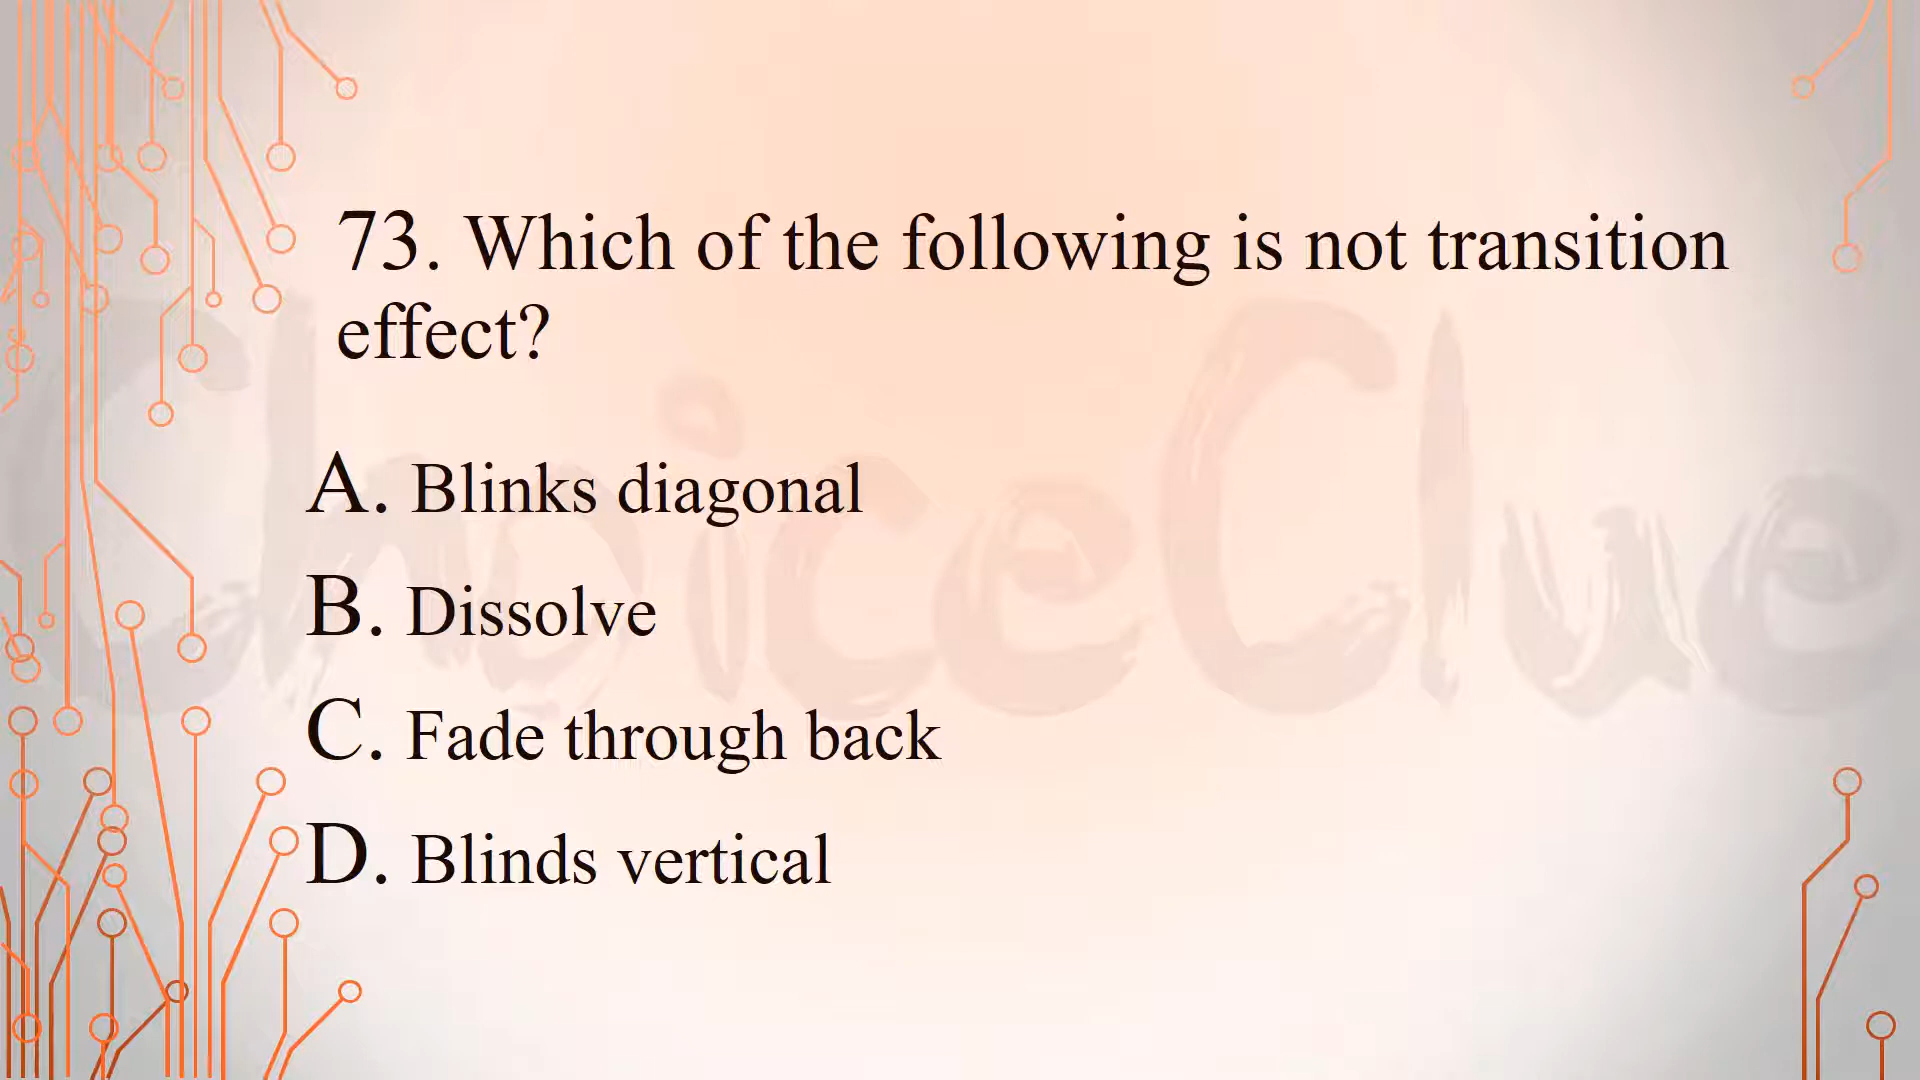 73. Which of the following is not transition
effect?
A. Blinks diagonal
B. Dissolve
C. Fade through back
D. Blinds vertical
ChoiceClue